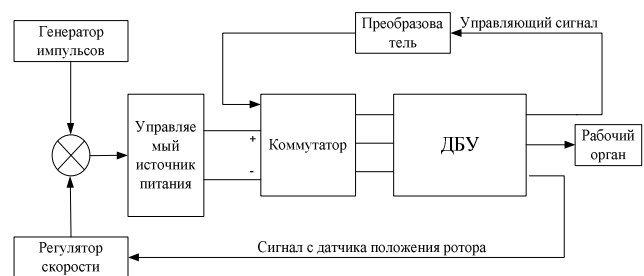 Генератор
импульсов
Преобразова
тель
Управляющий сигнал
Управляе
мый
источник
питания
+
-
Коммутатор
ДБУ
Рабочий
орган
Регулятор
скорости
Сигнал с датчика положения ротора